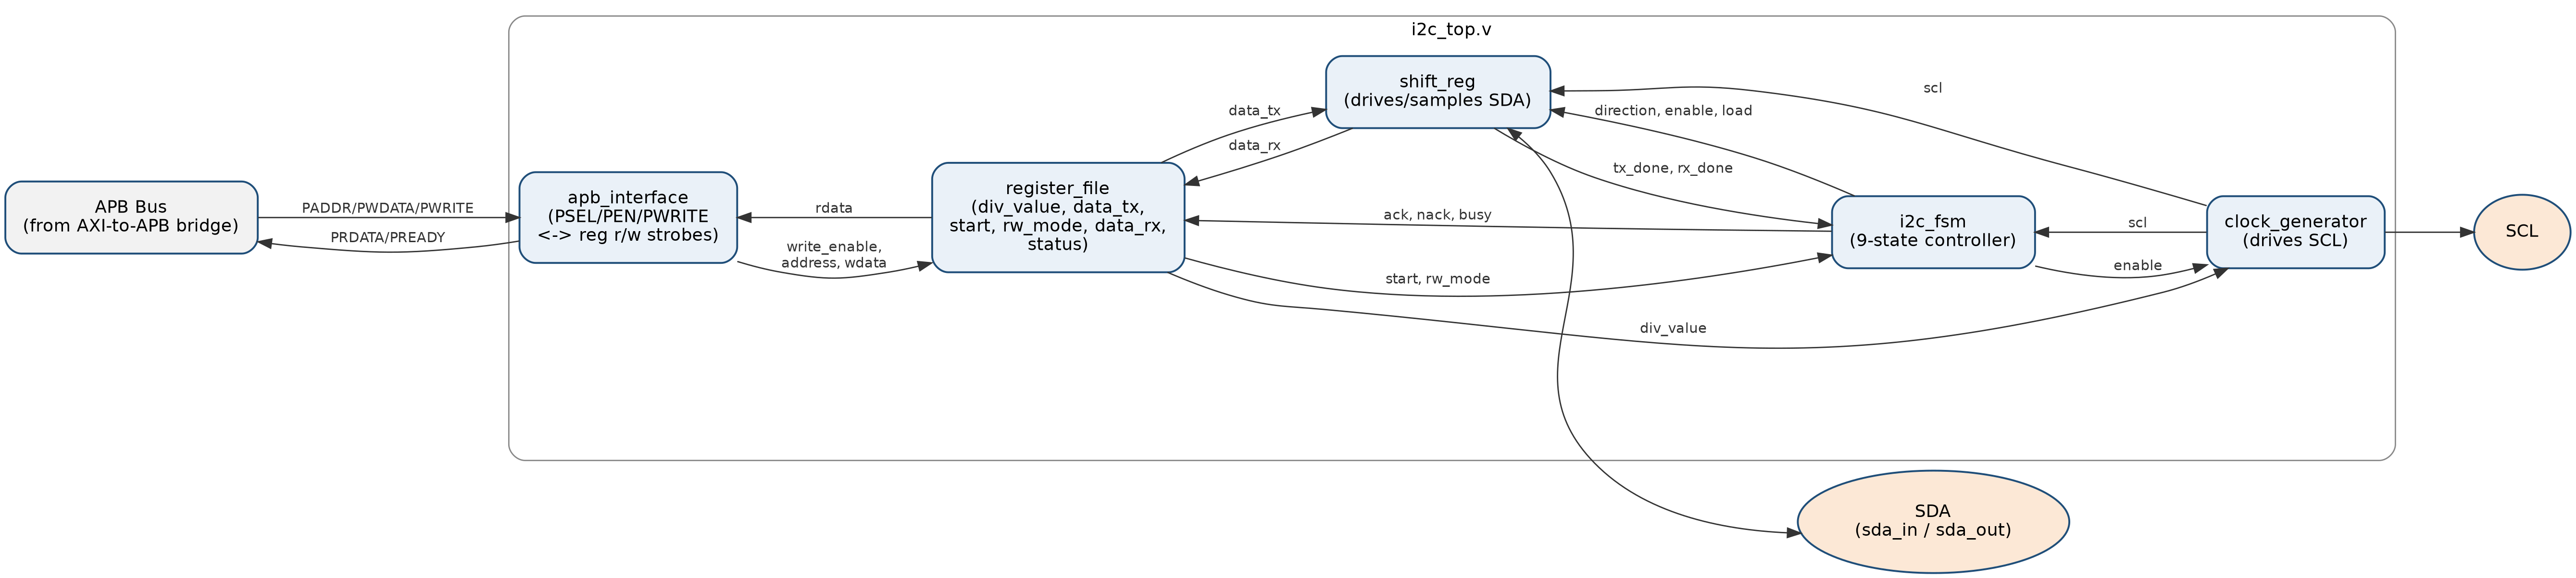 i2c_top.v
APB Bus
(from AXI-to-APB bridge)
PADDR/PWDATA/PWRITE
PRDATA/PREADY
apb_interface
(PSEL/PEN/PWRITE
<-> reg r/w strobes)
rdata
write_enable,
address, wdata
register_file
(div_value, data_tx,
start, rw_mode, data_rx,
status)
data_tx
data_rx
shift_reg
(drives/samples SDA)
direction, enable, load
tx_done, rx_done
ack, nack, busy
start, rw_mode
div_value
i2c_fsm
(9-state controller)
scl
scl
enable
clock_generator
(drives SCL)
SCL
SDA
(sda_in / sda_out)